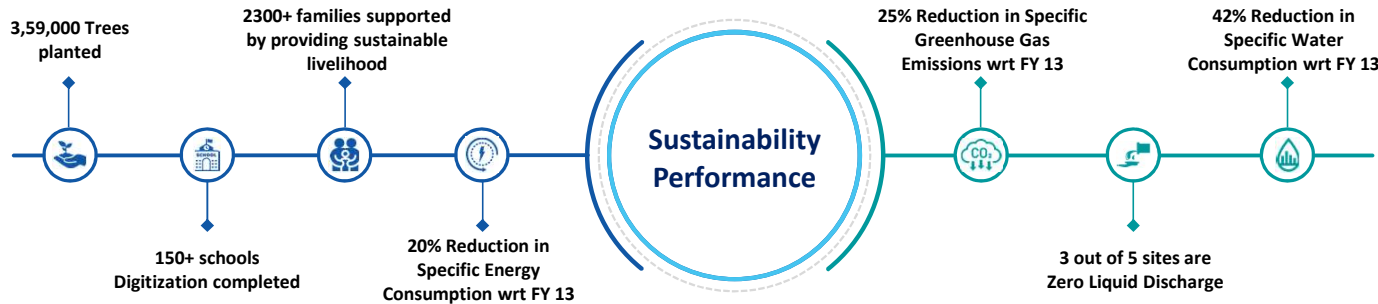 3,59,000 Trees
planted
SCHOOL
150+ schools
Digitization completed
2300+ families supported
by providing sustainable
livelihood
20% Reduction in
Specific Energy
Consumption wrt FY 13
Sustainability
Performance
25% Reduction in Specific
Greenhouse Gas
Emissions wrt FY 13
CO₂
3 out of 5 sites are
Zero Liquid Discharge
42% Reduction in
Specific Water
Consumption wrt FY 13